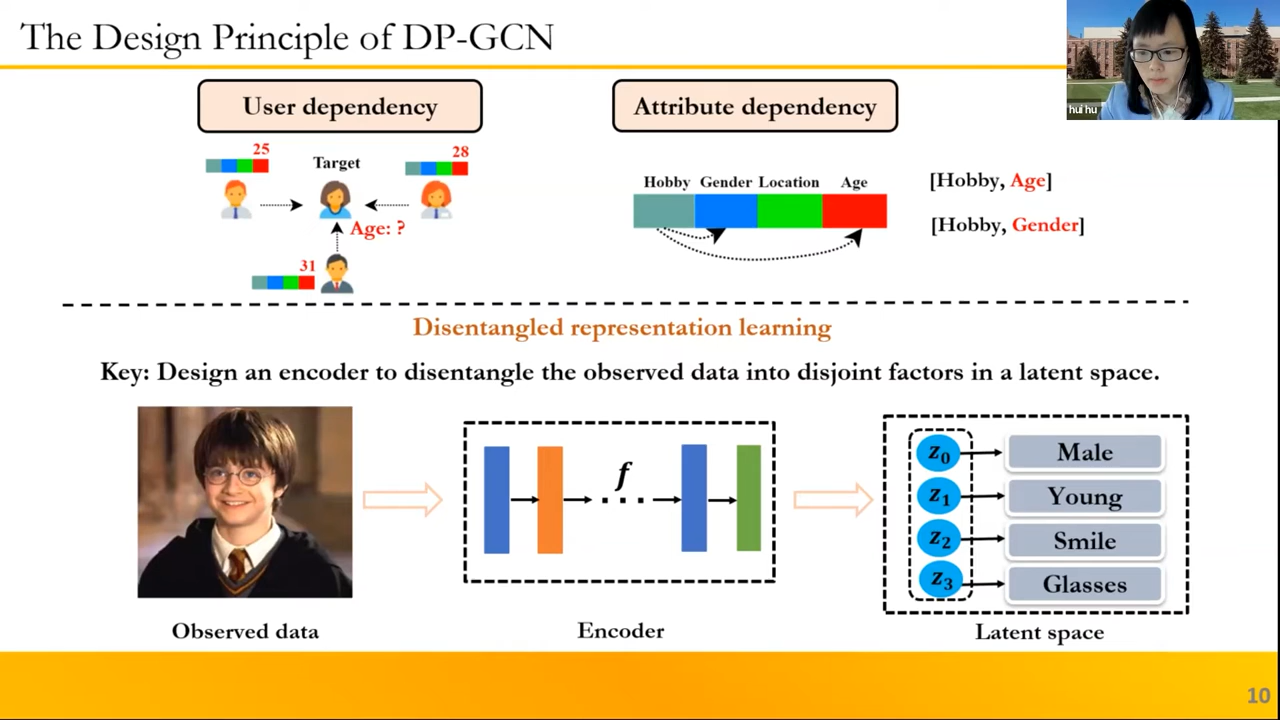 The Design Principle of DP-GCN
hui hu
User dependency
Attribute dependency
25
Target
28
Age: ?
31
Hobby Gender Location Age
[Hobby, Age]
[Hobby, Gender]
Disentangled representation learning
Key: Design an encoder to disentangle the observed data into disjoint factors in a latent space.
f
. . .
z0
Male
z1
Young
z2
Smile
z3
Glasses
Observed data
Encoder
Latent space
10